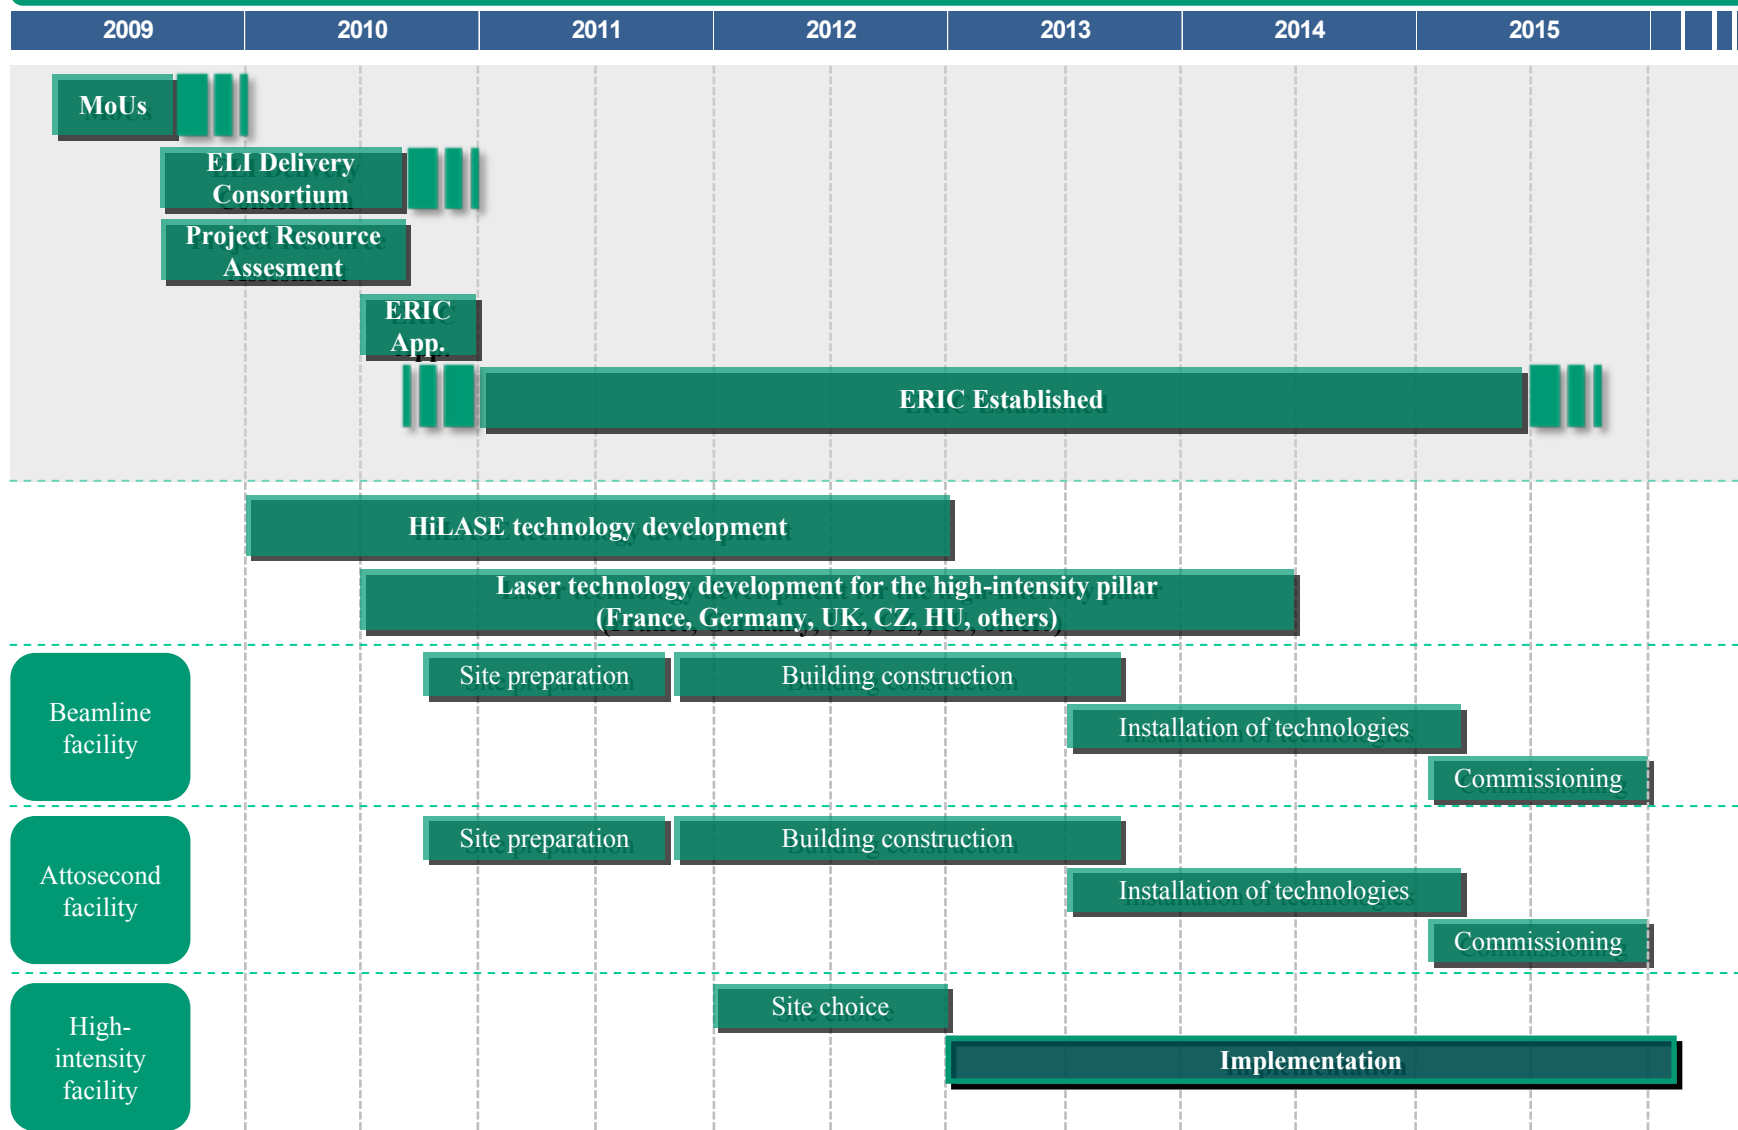 2009 2010 2011 2012 2013 2014 2015
MoUs
ELI Delivery
Consortium
Project Resource
Assesment
ERIC
App.
ERIC Established
HiLASE technology development
Laser technology development for the high-intensity pillar
(France, Germany, UK, CZ, HU, others)
Beamline
facility
Site preparation
Building construction
Installation of technologies
Commissioning
Attosecond
facility
Site preparation
Building construction
Installation of technologies
Commissioning
High-
intensity
facility
Site choice
Implementation